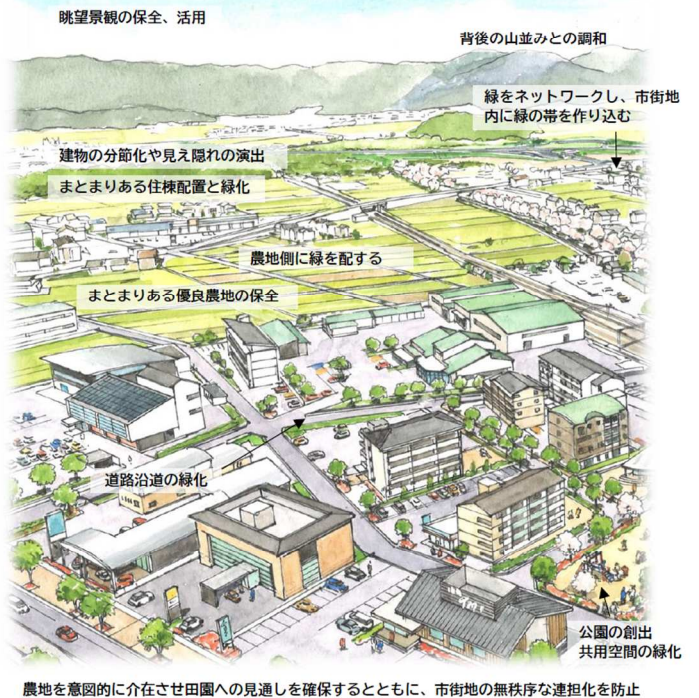 眺望景観の保全、活用
背後の山並みとの調和
緑をネットワークし、市街地
内に緑の帯を作り込む
建物の分節化や見え隠れの演出
まとまりある住棟配置と緑化
農地側に緑を配する
まとまりある優良農地の保全
道路沿道の緑化
公園の創出
共用空間の緑化
農地を意図的に介在させ田園への見通しを確保するとともに、市街地の無秩序な連担化を防止